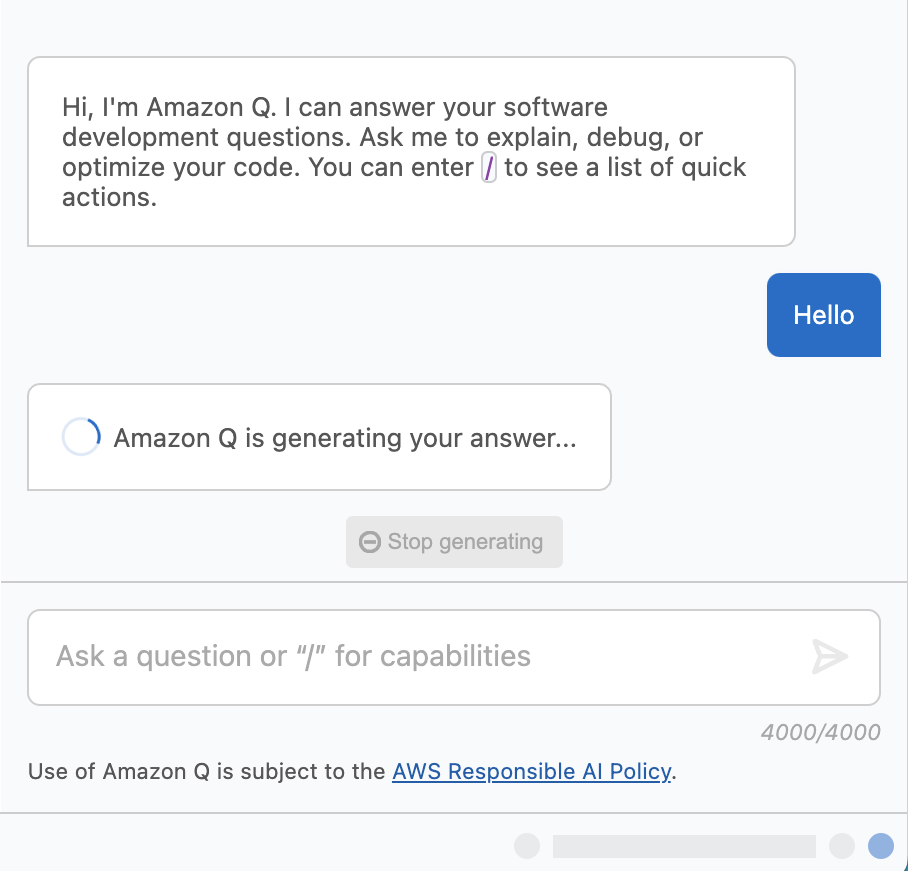 Hi, I'm Amazon Q. I can answer your software
development questions. Ask me to explain, debug, or
optimize your code. You can enter / to see a list of quick
actions.
Hello
Amazon Q is generating your answer...
Stop generating
Ask a question or “/” for capabilities
4000/4000
Use of Amazon Q is subject to the AWS Responsible AI Policy.